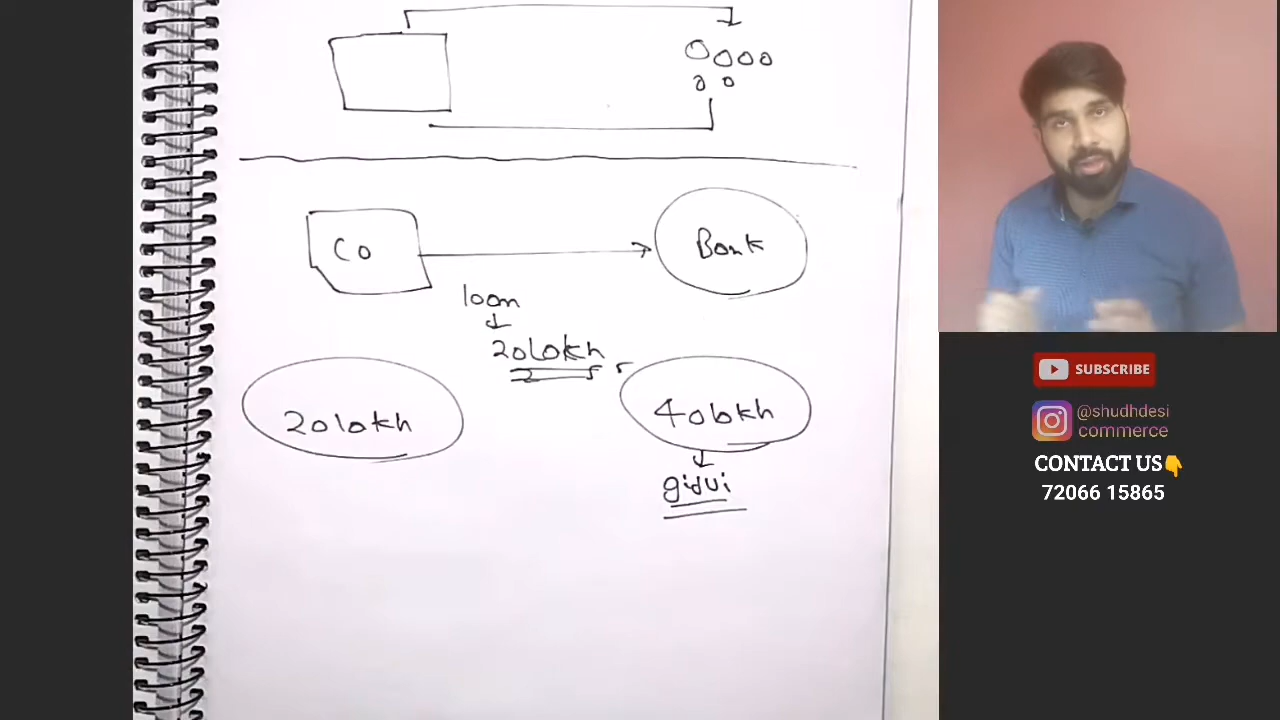 Co
Bank
loan
20lakh
20lakh
40lakh
girvi
SUBSCRIBE
@shudhdesi
commerce
CONTACT US👇
72066 15865